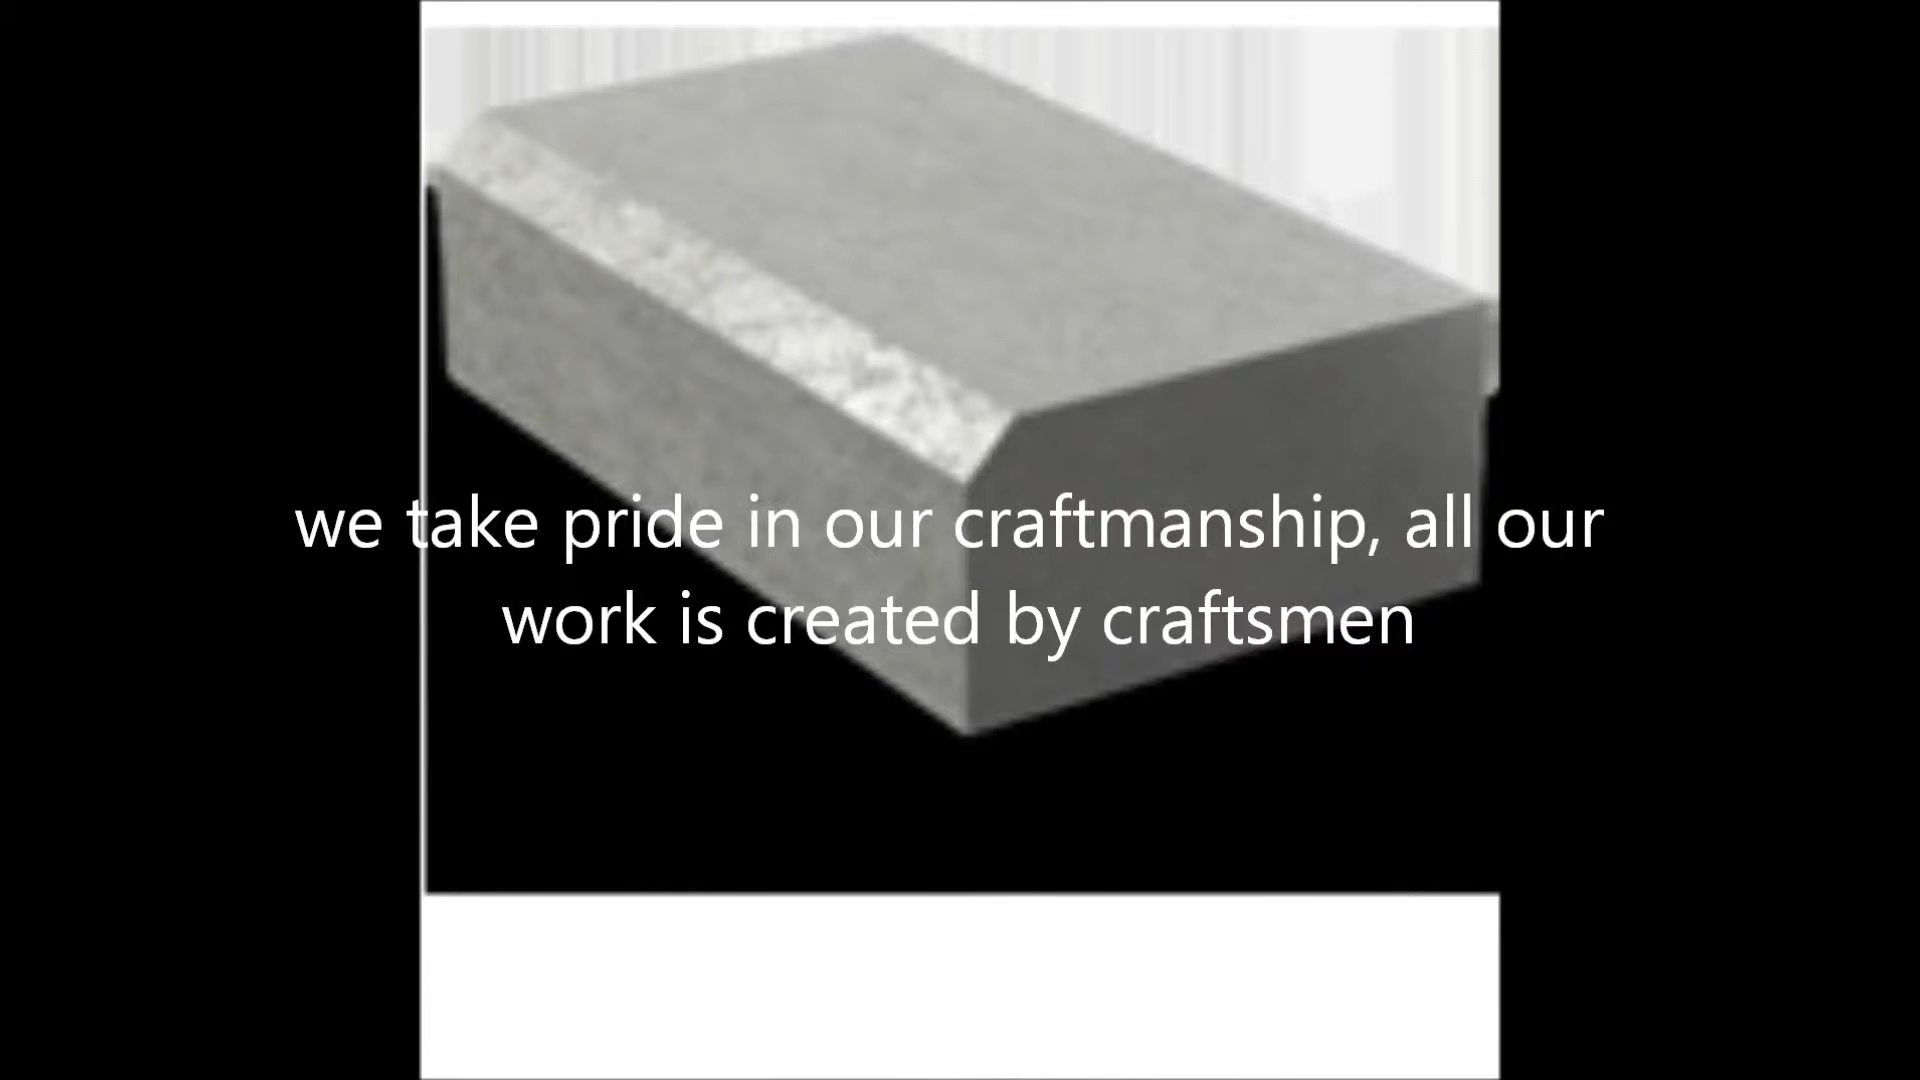 we take pride in our craftmanship, all our
work is created by craftsmen